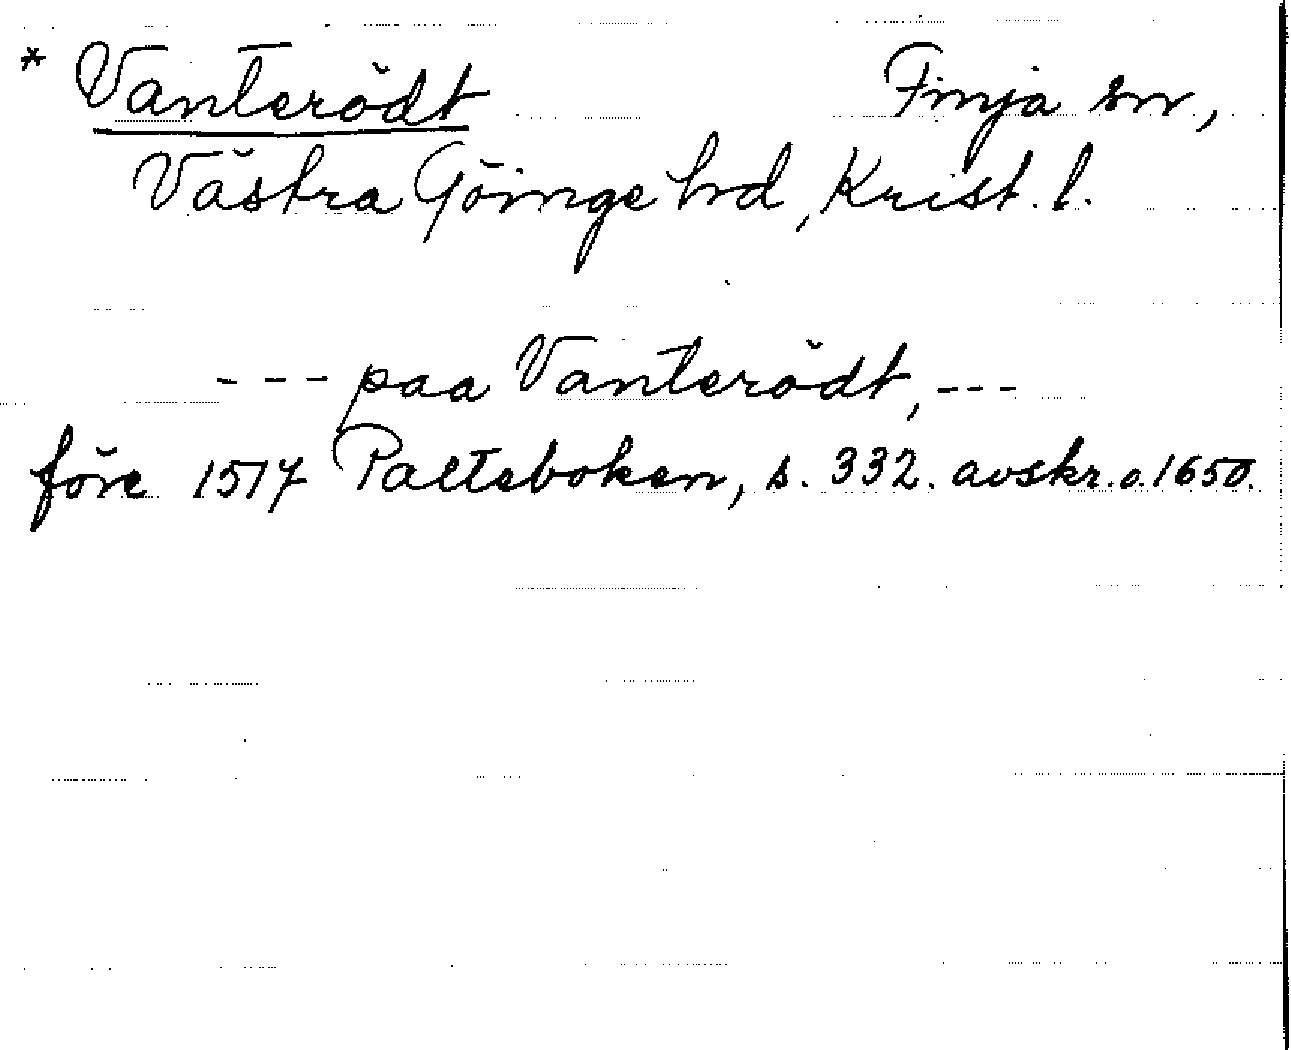 * Vanterödt Finja sn,
Västra Göinge hd, Krist. l.
--- paa Vanterödt, ---
före 1517 Palteboken, s. 332. avskr. o. 1650.